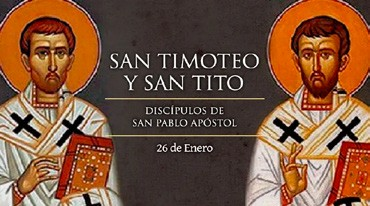 SAN TIMOTEO
Y SAN TITO
DISCÍPULOS DE
SAN PABLO APÓSTOL
26 de Enero